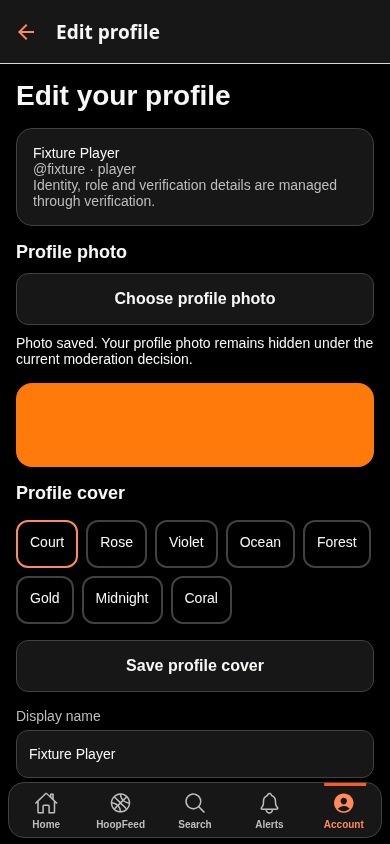 Edit profile
Edit your profile
Fixture Player
@fixture · player
Identity, role and verification details are managed
through verification.
Profile photo
Choose profile photo
Photo saved. Your profile photo remains hidden under the
current moderation decision.
Profile cover
Court Rose Violet Ocean Forest
Gold Midnight Coral
Save profile cover
Display name
Fixture Player
Home HoopFeed Search Alerts Account